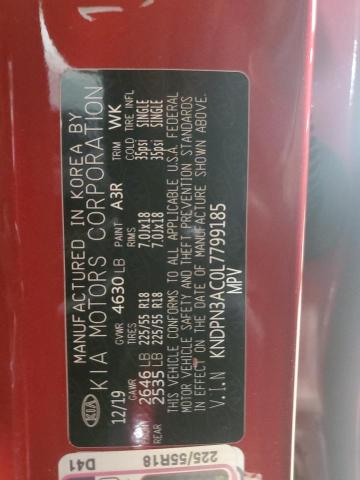 MANUFACTURED IN KOREA BY
KIA KIA MOTORS CORPORATION
12/19 GVWR 4630 LB PAINT A3R TRIM WK
GAWR TIRES RIMS COLD TIRE INFL
2646 LB 225/55 R18 7.0JX18 35psi SINGLE
REAR 2535 LB 225/55 R18 7.0JX18 35psi SINGLE
THIS VEHICLE CONFORMS TO ALL APPLICABLE U.S.A. FEDERAL
MOTOR VEHICLE SAFETY AND THEFT PREVENTION STANDARDS
IN EFFECT ON THE DATE OF MANUFACTURE SHOWN ABOVE.
V.I.N KNDPN3AC0L7799185
MPV
D41
225/55R18